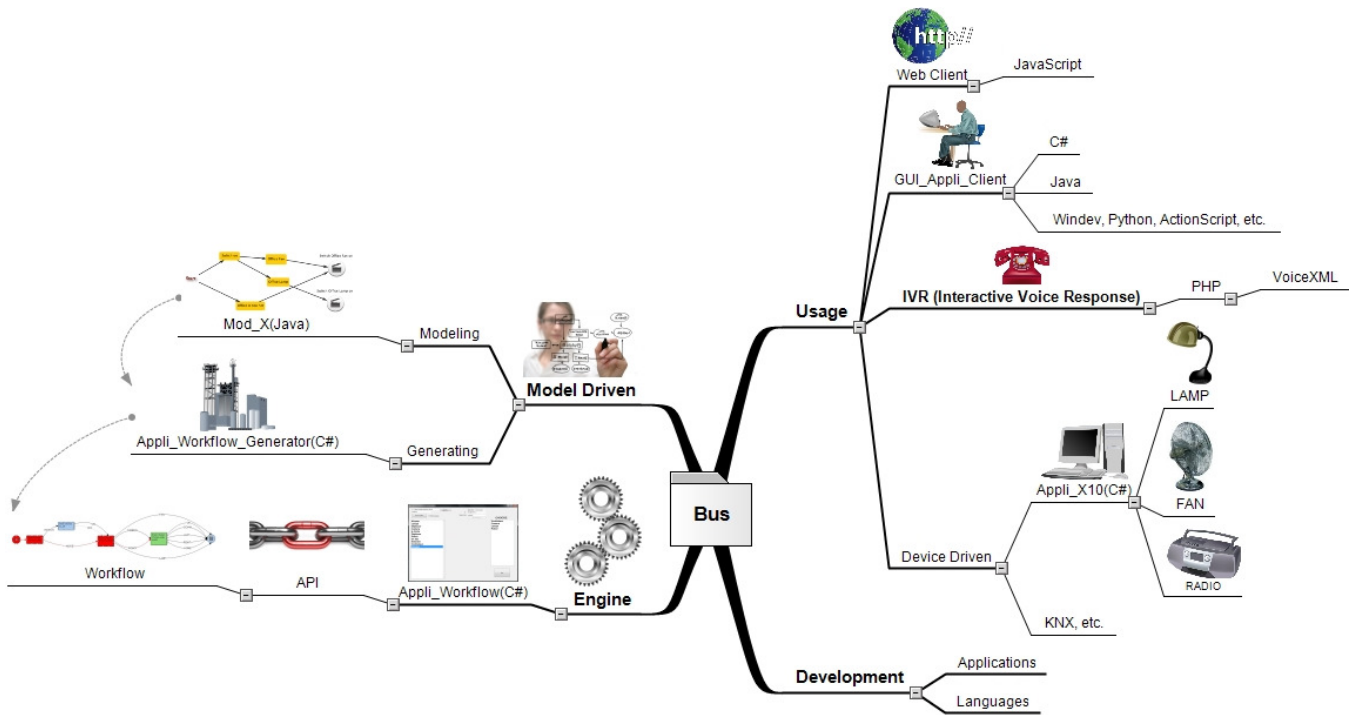 http//
Web Client
JavaScript
GUI_Appli_Client
C#
Java
Windev, Python, ActionScript, etc.
Usage
IVR (Interactive Voice Response)
PHP
VoiceXML
Device Driven
Appli_X10(C#)
LAMP
FAN
RADIO
KNX, etc.
Development
Applications
Languages
Bus
Model Driven
Modeling
Mod_X(Java)
Generating
Appli_Workflow_Generator(C#)
Engine
Appli_Workflow(C#)
API
Workflow